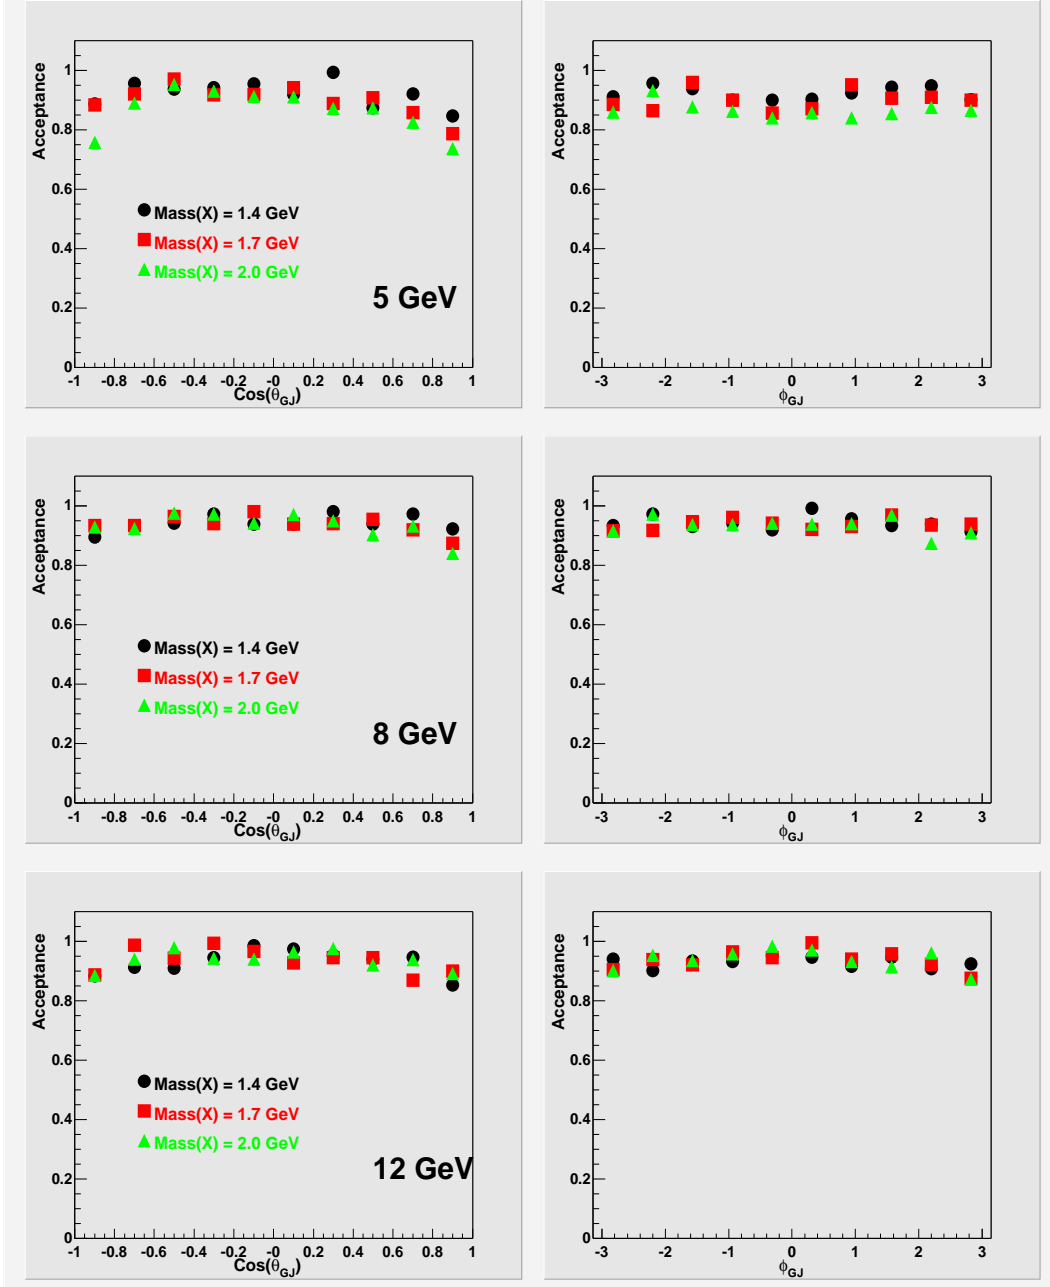 Acceptance
1
0.8
0.6
0.4
0.2
0
Mass(X) = 1.4 GeV
Mass(X) = 1.7 GeV
Mass(X) = 2.0 GeV
5 GeV
-1 -0.8 -0.6 -0.4 -0.2 -0 0.2 0.4 0.6 0.8 1
Cos(θGJ)
Acceptance
1
0.8
0.6
0.4
0.2
0
-3 -2 -1 0 1 2 3
ϕGJ
Acceptance
1
0.8
0.6
0.4
0.2
0
Mass(X) = 1.4 GeV
Mass(X) = 1.7 GeV
Mass(X) = 2.0 GeV
8 GeV
-1 -0.8 -0.6 -0.4 -0.2 -0 0.2 0.4 0.6 0.8 1
Cos(θGJ)
Acceptance
1
0.8
0.6
0.4
0.2
0
-3 -2 -1 0 1 2 3
ϕGJ
Acceptance
1
0.8
0.6
0.4
0.2
0
Mass(X) = 1.4 GeV
Mass(X) = 1.7 GeV
Mass(X) = 2.0 GeV
12 GeV
-1 -0.8 -0.6 -0.4 -0.2 -0 0.2 0.4 0.6 0.8 1
Cos(θGJ)
Acceptance
1
0.8
0.6
0.4
0.2
0
-3 -2 -1 0 1 2 3
ϕGJ